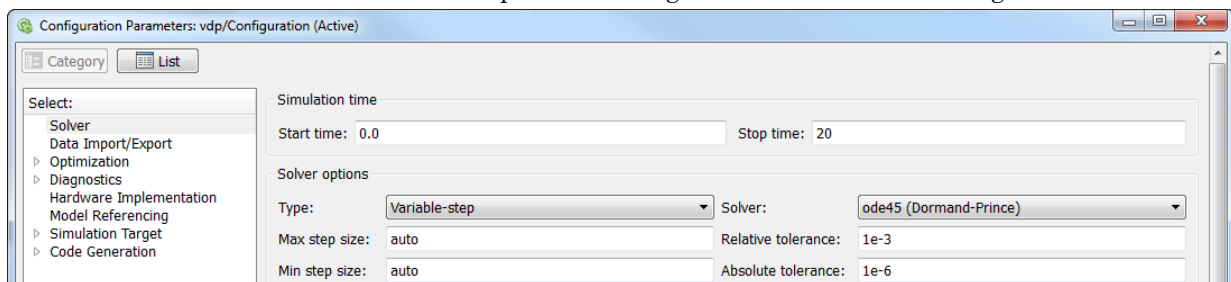 Configuration Parameters: vdp/Configuration (Active)
Category List
Select:
Solver
Data Import/Export
Optimization
Diagnostics
Hardware Implementation
Model Referencing
Simulation Target
Code Generation
Simulation time
Start time: 0.0 Stop time: 20
Solver options
Type: Variable-step Solver: ode45 (Dormand-Prince)
Max step size: auto Relative tolerance: 1e-3
Min step size: auto Absolute tolerance: 1e-6